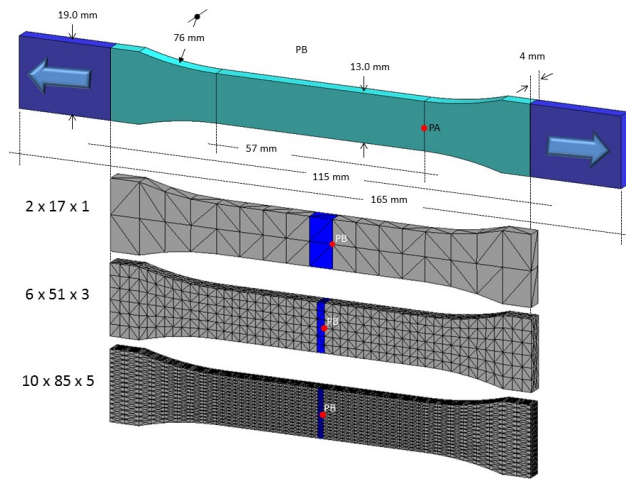 19.0 mm
76 mm
PB
13.0 mm
4 mm
PA
57 mm
115 mm
165 mm
2 x 17 x 1
PB
6 x 51 x 3
PB
10 x 85 x 5
PB